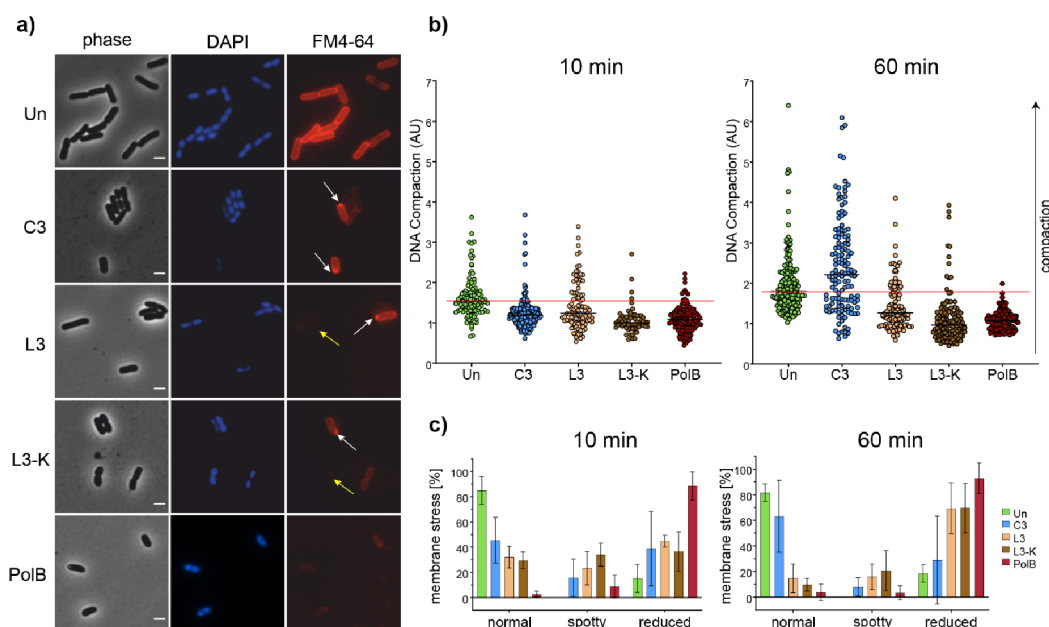 a)
phase DAPI FM4-64
Un
C3
L3
L3-K
PolB
b)
10 min
DNA Compaction (AU)
7
6
5
4
3
2
1
0
Un C3 L3 L3-K PolB
60 min
DNA Compaction (AU)
7
6
5
4
3
2
1
0
Un C3 L3 L3-K PolB
compaction
c)
10 min
membrane stress [%]
100
80
60
40
20
0
normal spotty reduced
60 min
membrane stress [%]
100
80
60
40
20
0
normal spotty reduced
Un
C3
L3
L3-K
PolB